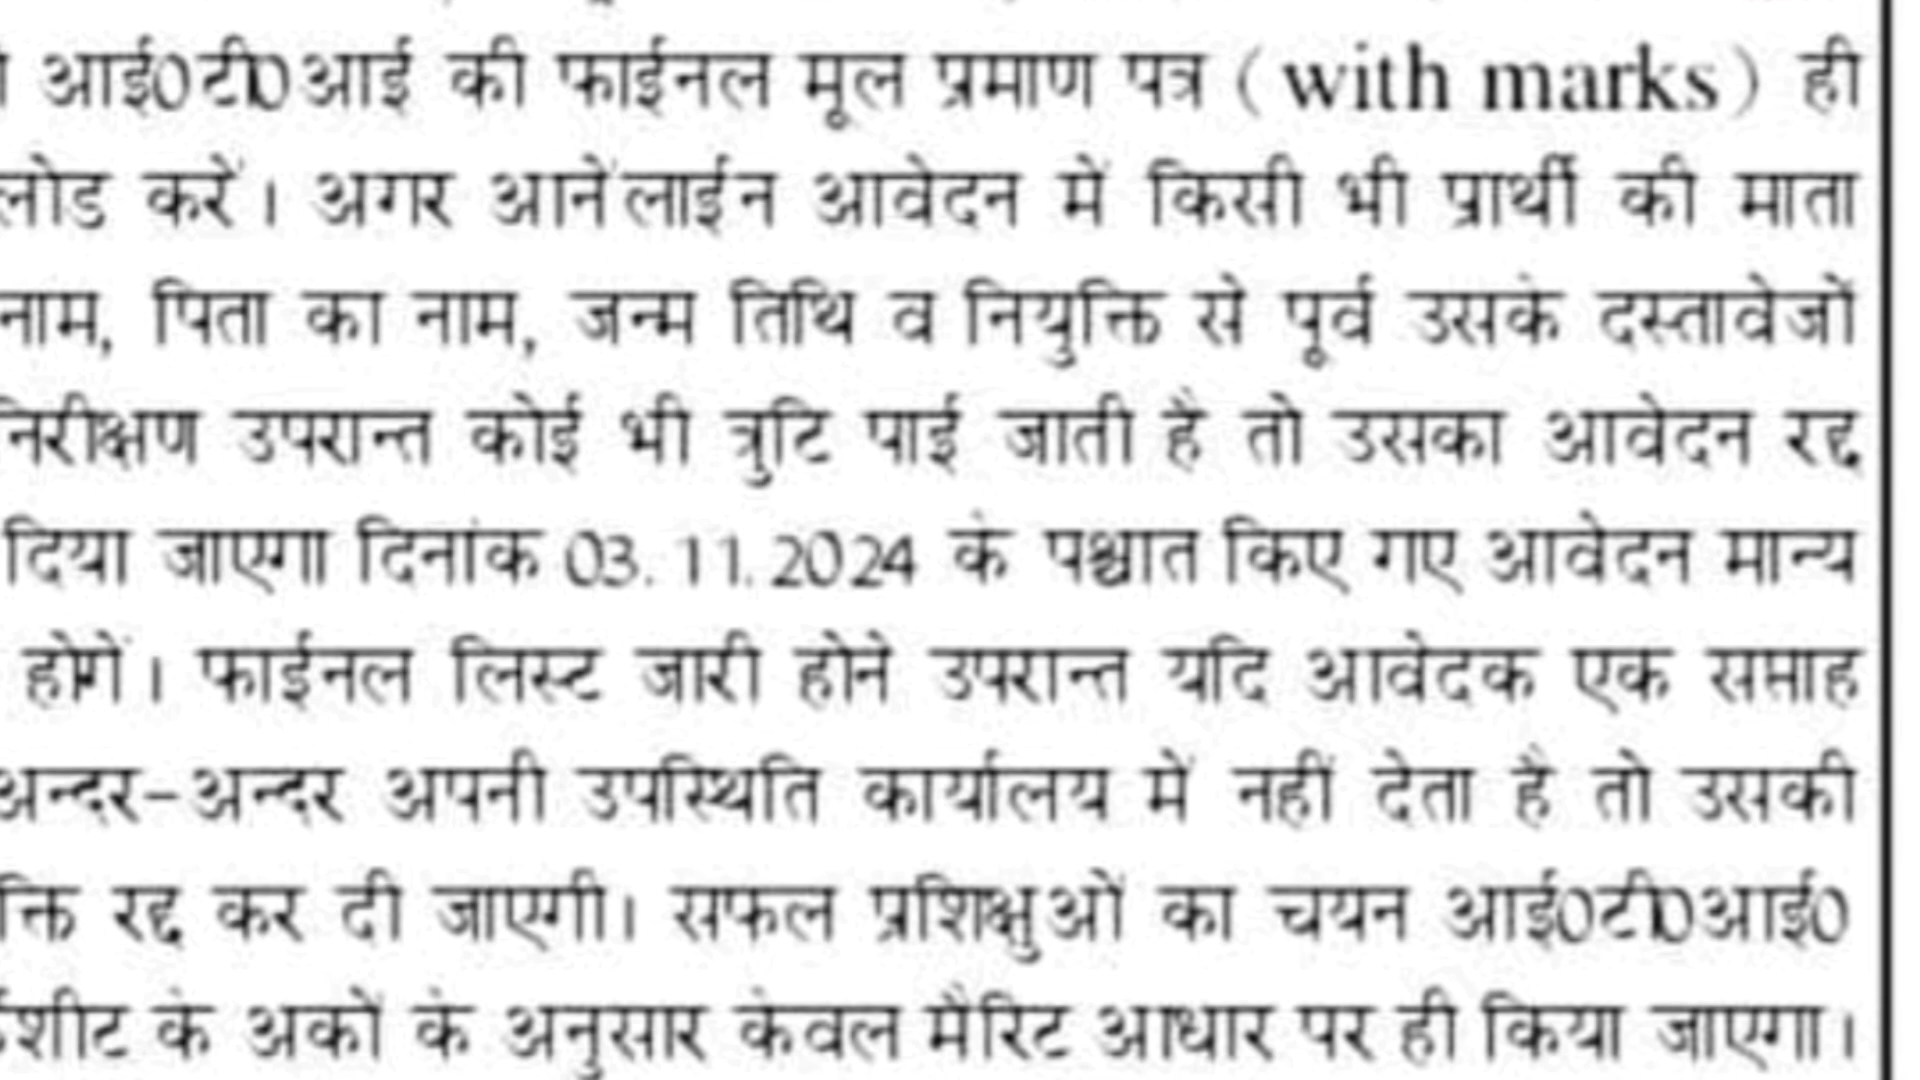 आई0टी0आई की फाईनल मूल प्रमाण पत्र (with marks) ही
लोड करें। अगर आनेंलाईन आवेदन में किसी भी प्रार्थी की माता
नाम, पिता का नाम, जन्म तिथि व नियुक्ति से पूर्व उसके दस्तावेजों
निरीक्षण उपरान्त कोई भी त्रुटि पाई जाती है तो उसका आवेदन रद्द
दिया जाएगा दिनांक 03.11.2024 के पश्चात किए गए आवेदन मान्य
होगें। फाईनल लिस्ट जारी होने उपरान्त यदि आवेदक एक सप्ताह
अन्दर-अन्दर अपनी उपस्थिति कार्यालय में नहीं देता है तो उसकी
क्ति रद्द कर दी जाएगी। सफल प्रशिक्षुओं का चयन आई0टी0आई0
शीट के अकों के अनुसार केवल मैरिट आधार पर ही किया जाएगा।